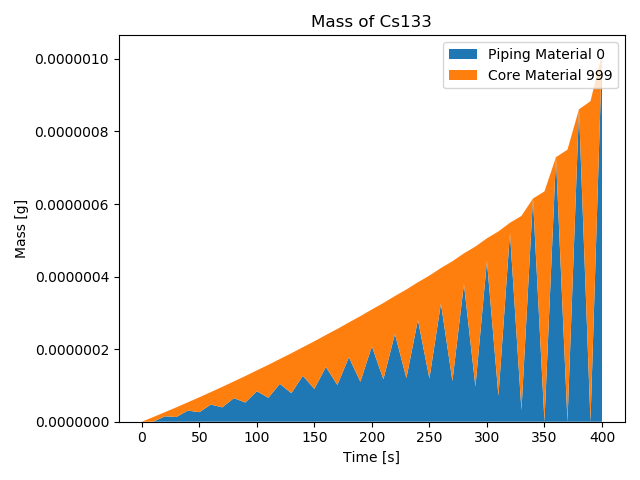 Mass of Cs133
Piping Material 0
Core Material 999
Mass [g]
0.0000010
0.0000008
0.0000006
0.0000004
0.0000002
0.0000000
0 50 100 150 200 250 300 350 400
Time [s]